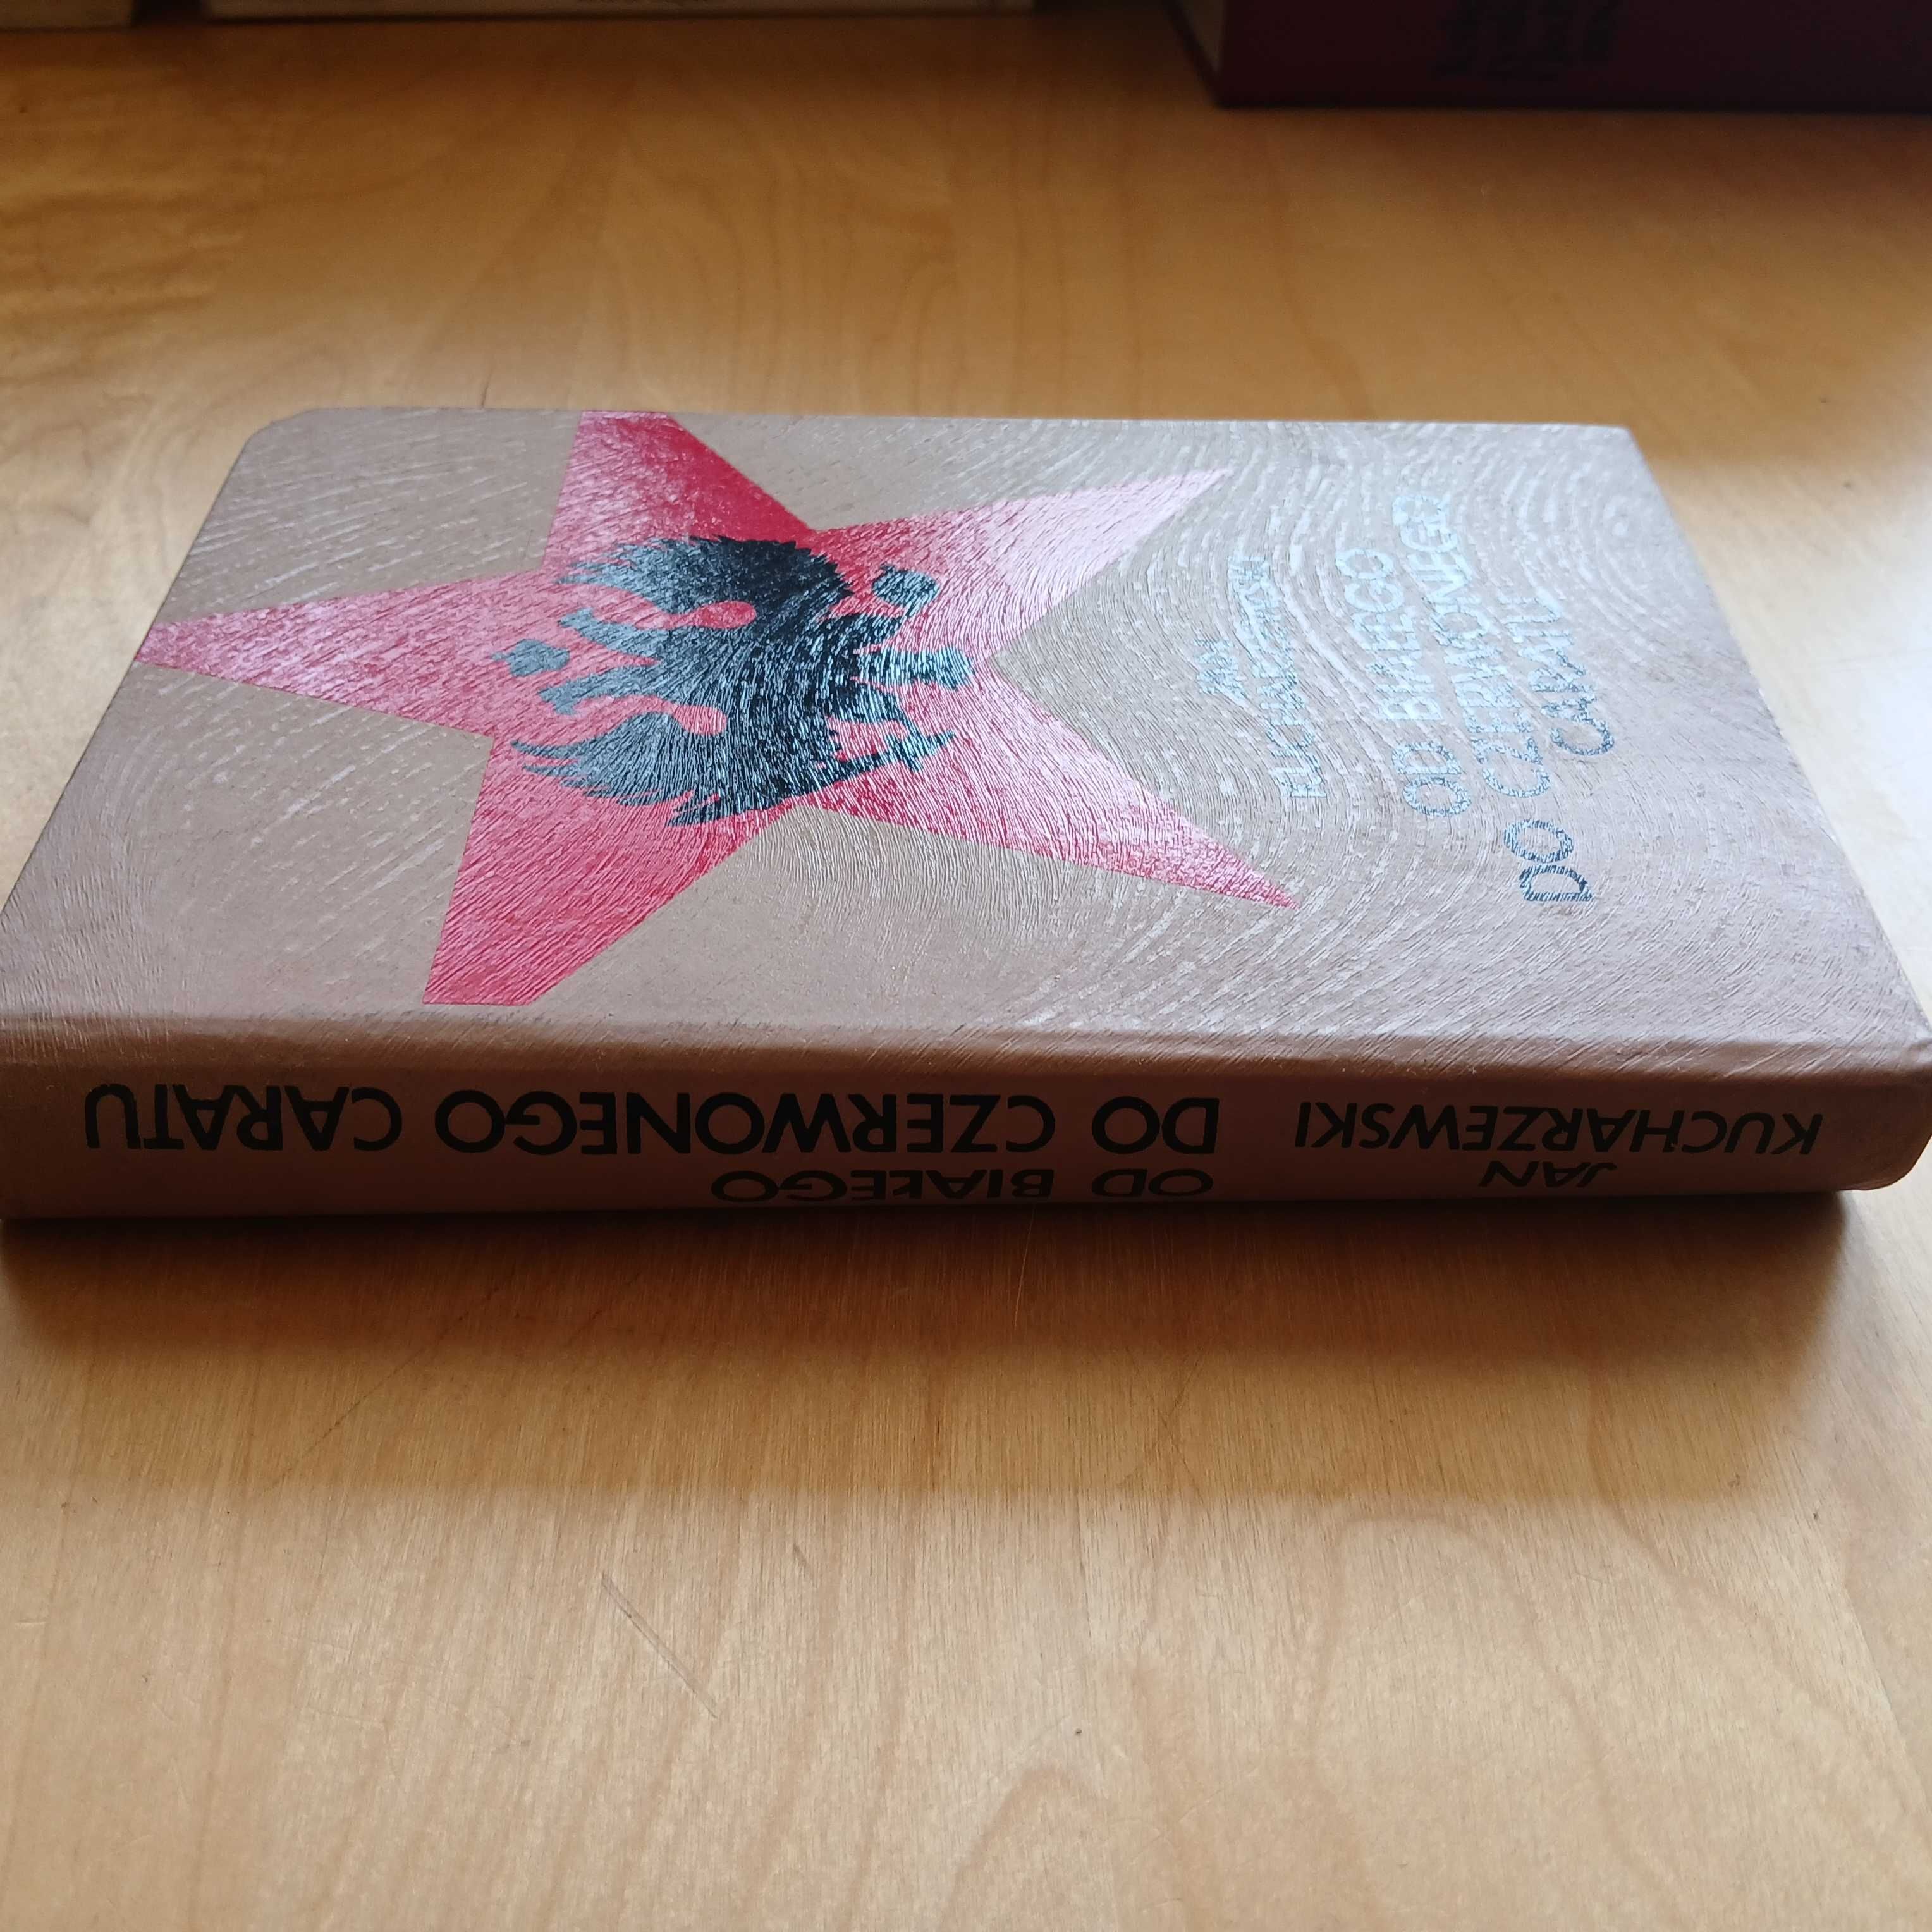 JAN
KUCHARZEWSKI
OD BIAŁEGO
DO CZERWONEGO
CARATU
JAN
KUCHARZEWSKI
OD BIAŁEGO
DO CZERWONEGO CARATU